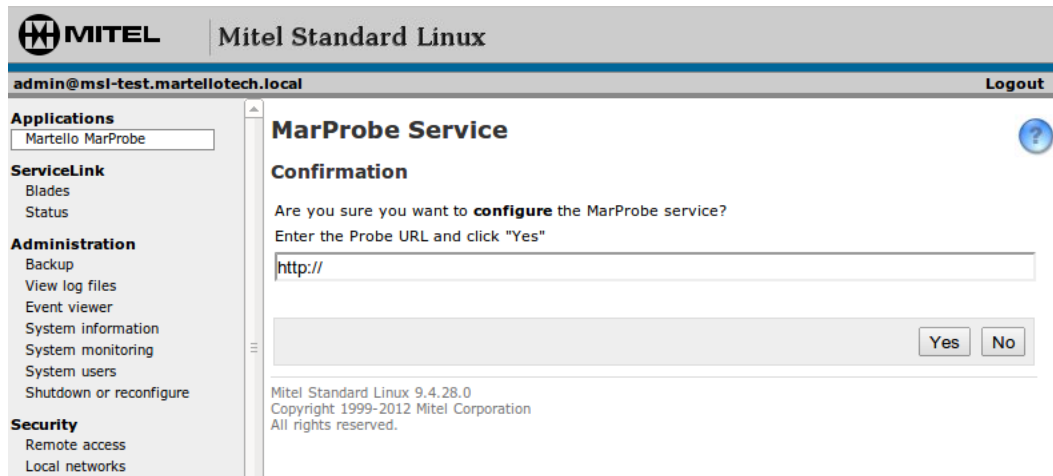 MITEL
Mitel Standard Linux
admin@msl-test.martellotech.local
Logout
Applications
Martello MarProbe
ServiceLink
Blades
Status
Administration
Backup
View log files
Event viewer
System information
System monitoring
System users
Shutdown or reconfigure
Security
Remote access
Local networks
MarProbe Service
?
Confirmation
Are you sure you want to configure the MarProbe service?
Enter the Probe URL and click "Yes"
http://
Yes
No
Mitel Standard Linux 9.4.28.0
Copyright 1999-2012 Mitel Corporation
All rights reserved.